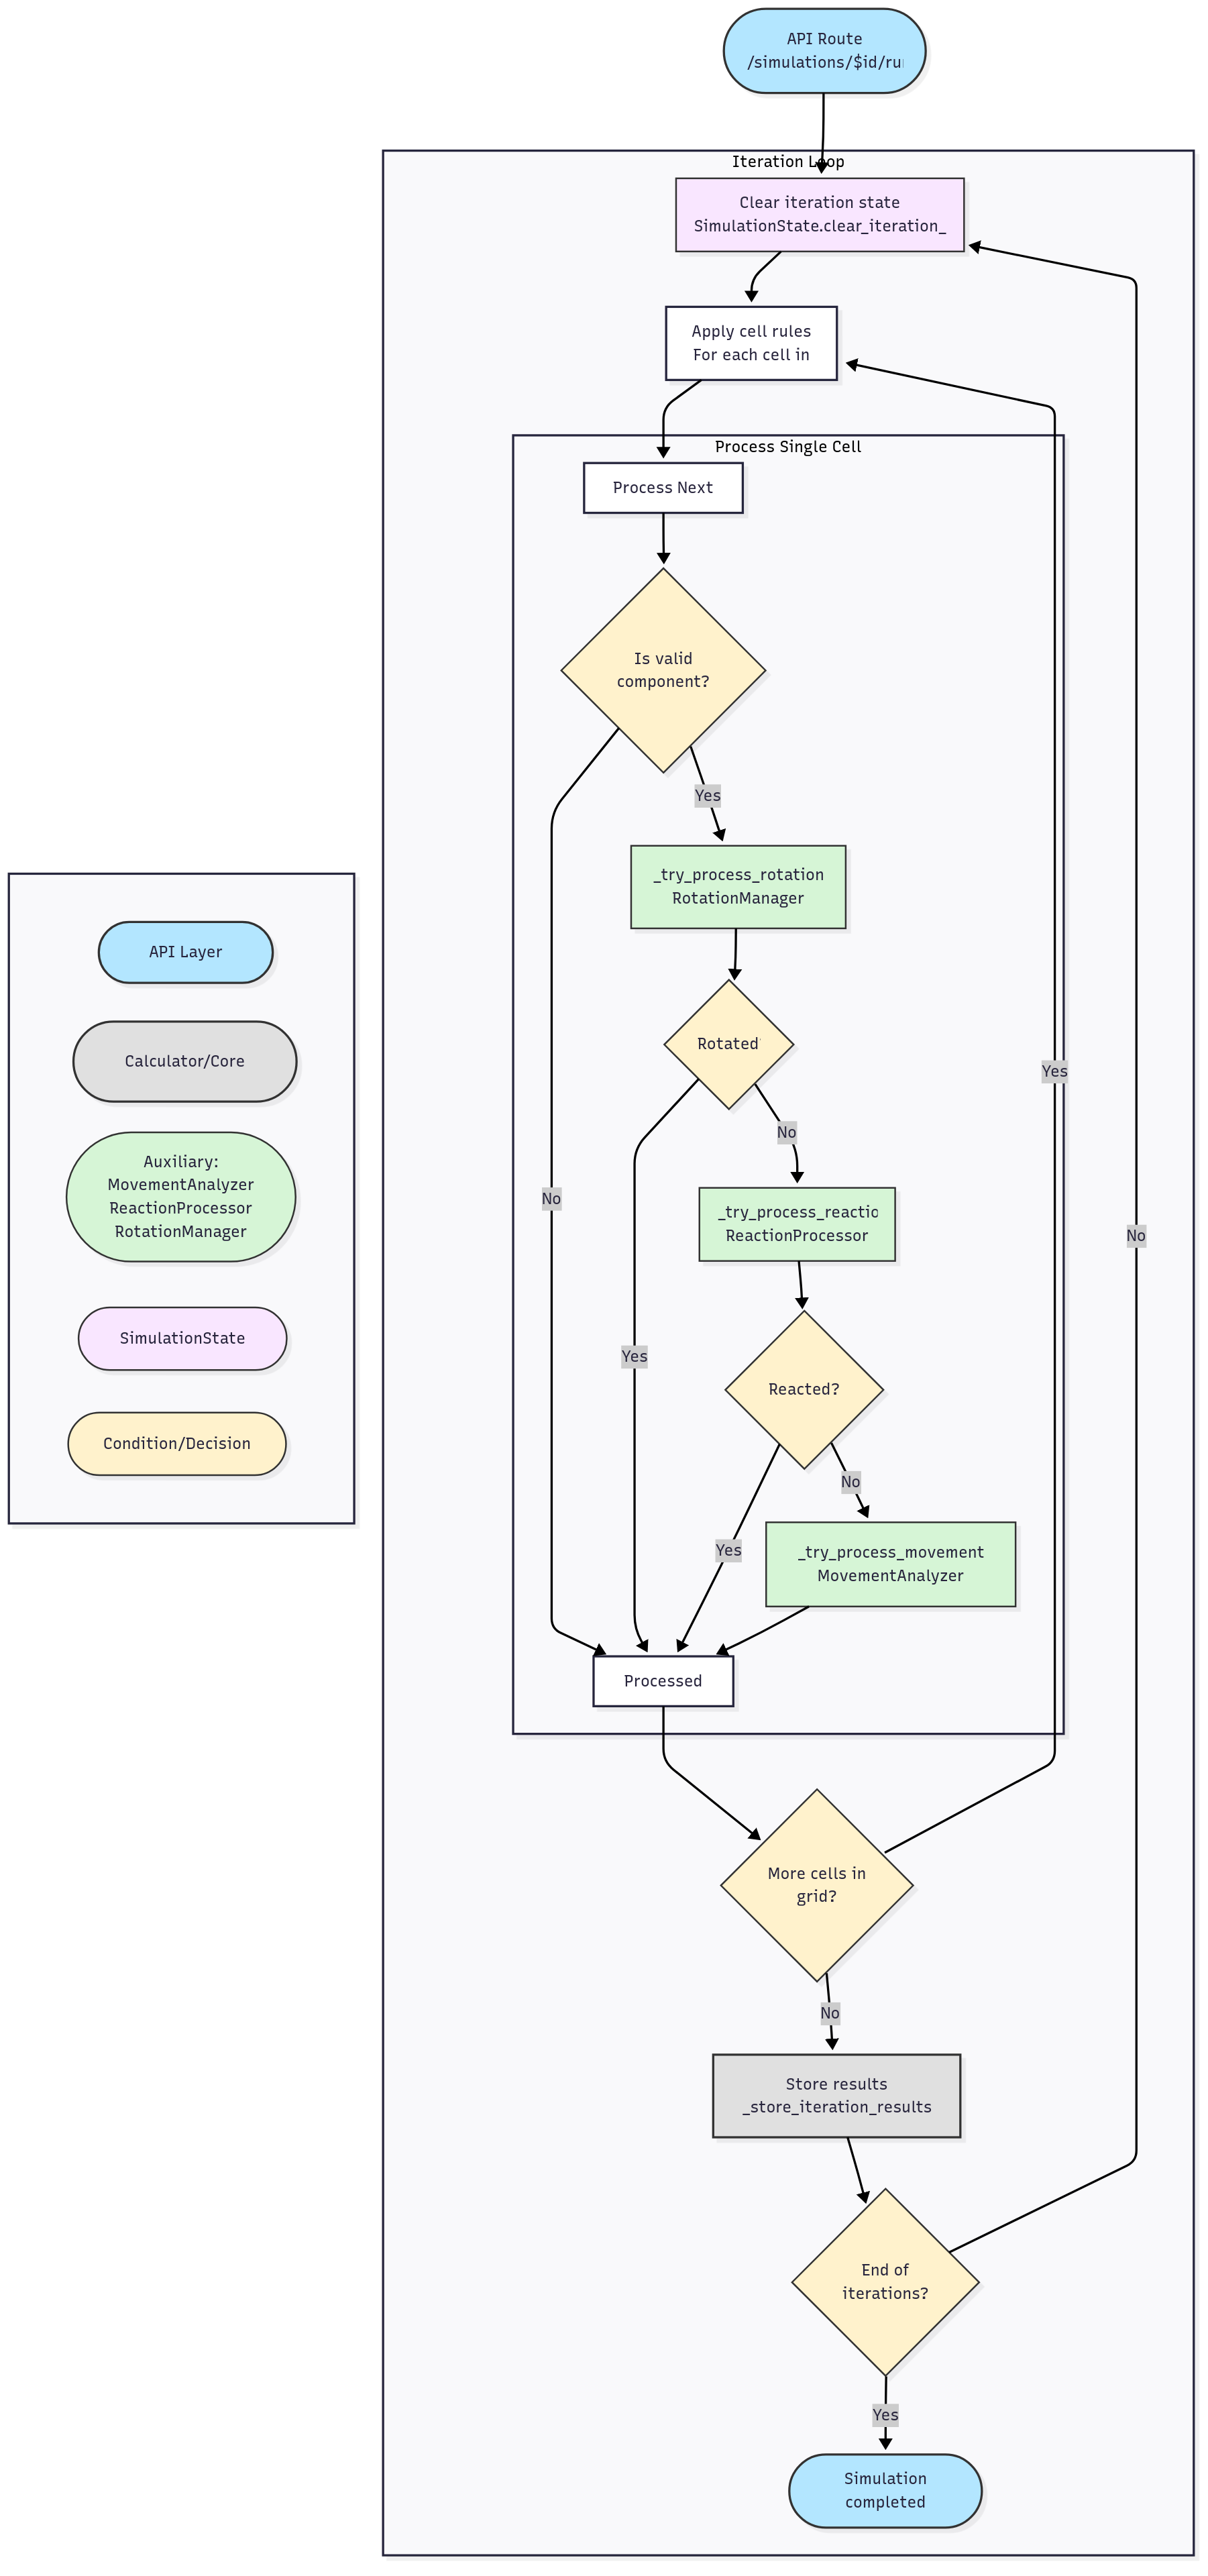 API Route
/simulations/$id/ru
Iteration Loop
Clear iteration state
SimulationState.clear_iteration_
Apply cell rules
For each cell in
Process Single Cell
Process Next
Is valid
component?
Yes
_try_process_rotation
RotationManager
Rotated
No
_try_process_reactio
ReactionProcessor
Reacted?
No
_try_process_movement
MovementAnalyzer
Yes
Yes
No
Processed
Yes
No
More cells in
grid?
No
Store results
_store_iteration_results
End of
iterations?
Yes
Simulation
completed
API Layer
Calculator/Core
Auxiliary:
MovementAnalyzer
ReactionProcessor
RotationManager
SimulationState
Condition/Decision